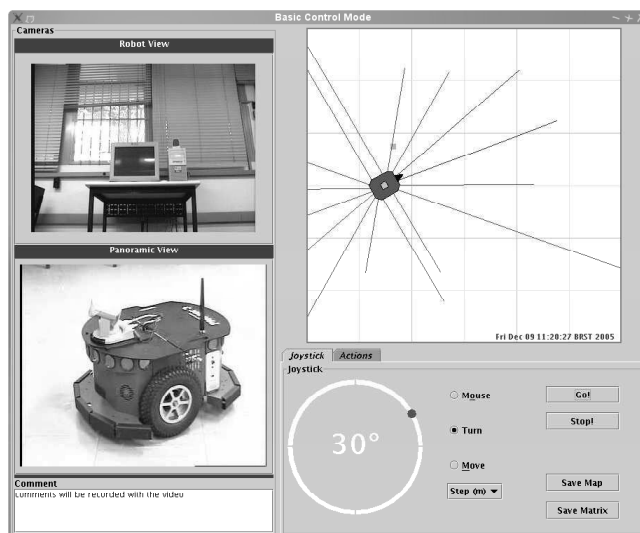 Basic Control Mode
Cameras
Robot View
Panoramic View
Comment
comments will be recorded with the video
Fri Dec 09 11:20:27 BRST 2005
Joystick
Actions
Joystick
30°
Mouse
Turn
Move
Step (m)
Go!
Stop!
Save Map
Save Matrix